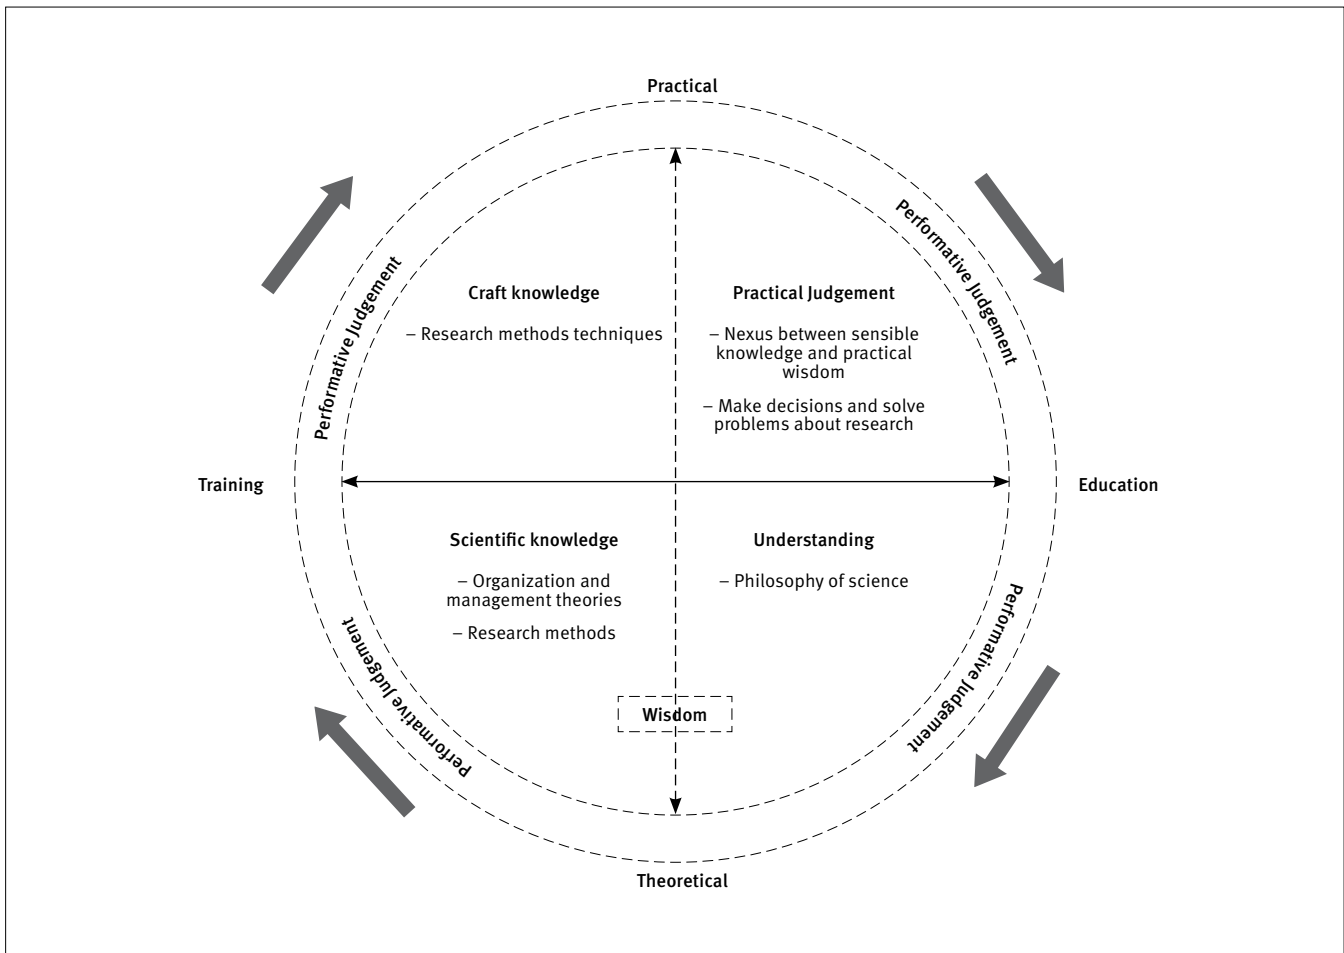 Practical
Performative Judgement
Performative Judgement
Craft knowledge
– Research methods techniques
Practical Judgement
– Nexus between sensible
knowledge and practical
wisdom
– Make decisions and solve
problems about research
Training
Education
Scientific knowledge
– Organization and
management theories
– Research methods
Understanding
– Philosophy of science
Performative Judgement
Performative Judgement
Wisdom
Theoretical